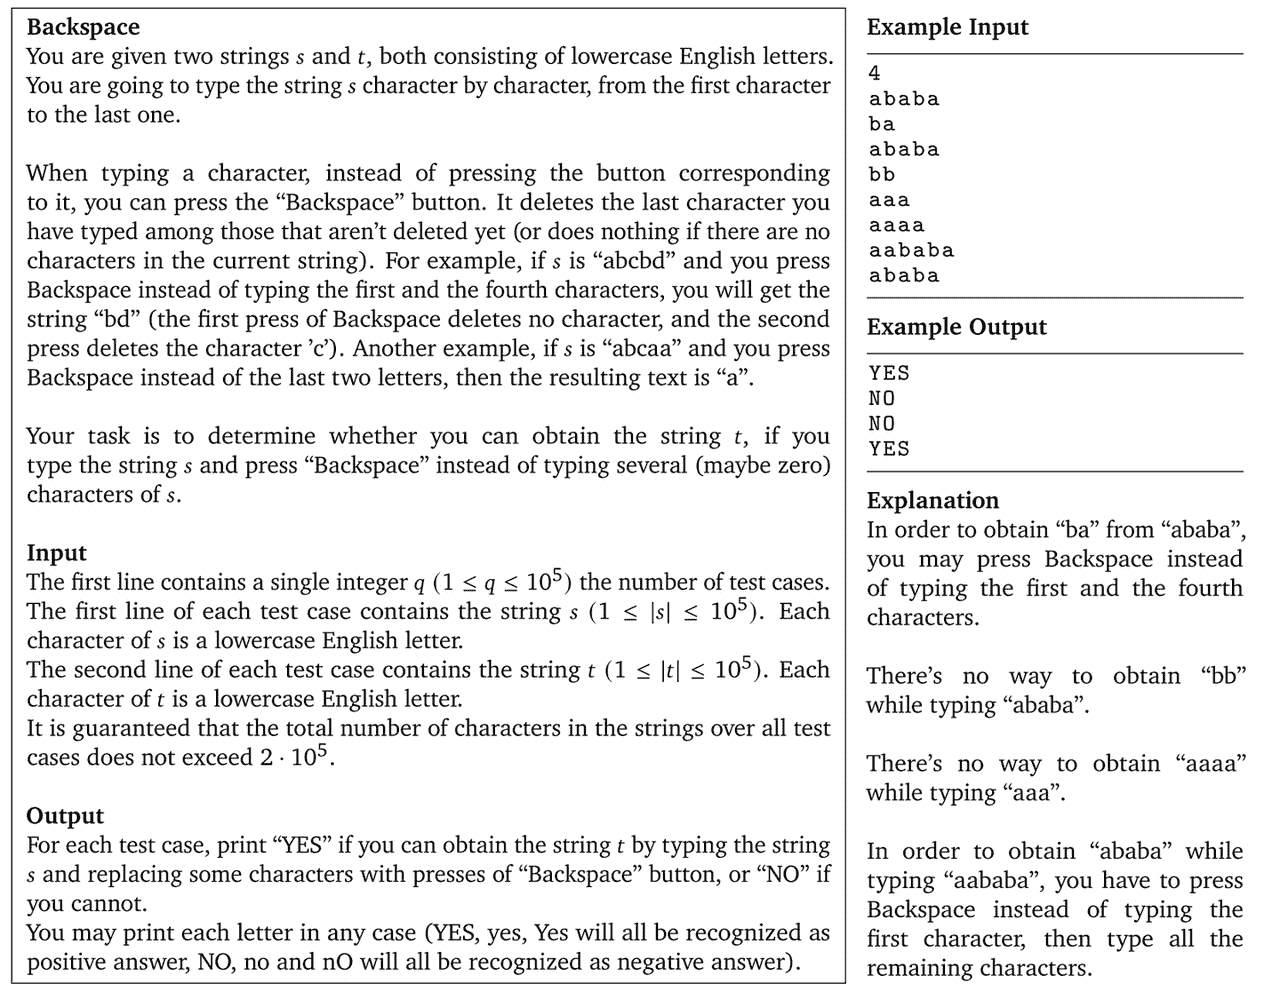 Backspace
You are given two strings s and t, both consisting of lowercase English letters.
You are going to type the string s character by character, from the first character
to the last one.
When typing a character, instead of pressing the button corresponding
to it, you can press the “Backspace” button. It deletes the last character you
have typed among those that aren’t deleted yet (or does nothing if there are no
characters in the current string). For example, if s is “abcbd” and you press
Backspace instead of typing the first and the fourth characters, you will get the
string “bd” (the first press of Backspace deletes no character, and the second
press deletes the character ’c’). Another example, if s is “abcaa” and you press
Backspace instead of the last two letters, then the resulting text is “a”.
Your task is to determine whether you can obtain the string t, if you
type the string s and press “Backspace” instead of typing several (maybe zero)
characters of s.
Input
The first line contains a single integer q (1 ≤ q ≤ 10⁵) the number of test cases.
The first line of each test case contains the string s (1 ≤ |s| ≤ 10⁵). Each
character of s is a lowercase English letter.
The second line of each test case contains the string t (1 ≤ |t| ≤ 10⁵). Each
character of t is a lowercase English letter.
It is guaranteed that the total number of characters in the strings over all test
cases does not exceed 2 · 10⁵.
Output
For each test case, print “YES” if you can obtain the string t by typing the string
s and replacing some characters with presses of “Backspace” button, or “NO” if
you cannot.
You may print each letter in any case (YES, yes, Yes will all be recognized as
positive answer, NO, no and nO will all be recognized as negative answer).
Example Input
4
ababa
ba
ababa
bb
aaa
aaaa
aababa
ababa
Example Output
YES
NO
NO
YES
Explanation
In order to obtain “ba” from “ababa”,
you may press Backspace instead
of typing the first and the fourth
characters.
There’s no way to obtain “bb”
while typing “ababa”.
There’s no way to obtain “aaaa”
while typing “aaa”.
In order to obtain “ababa” while
typing “aababa”, you have to press
Backspace instead of typing the
first character, then type all the
remaining characters.